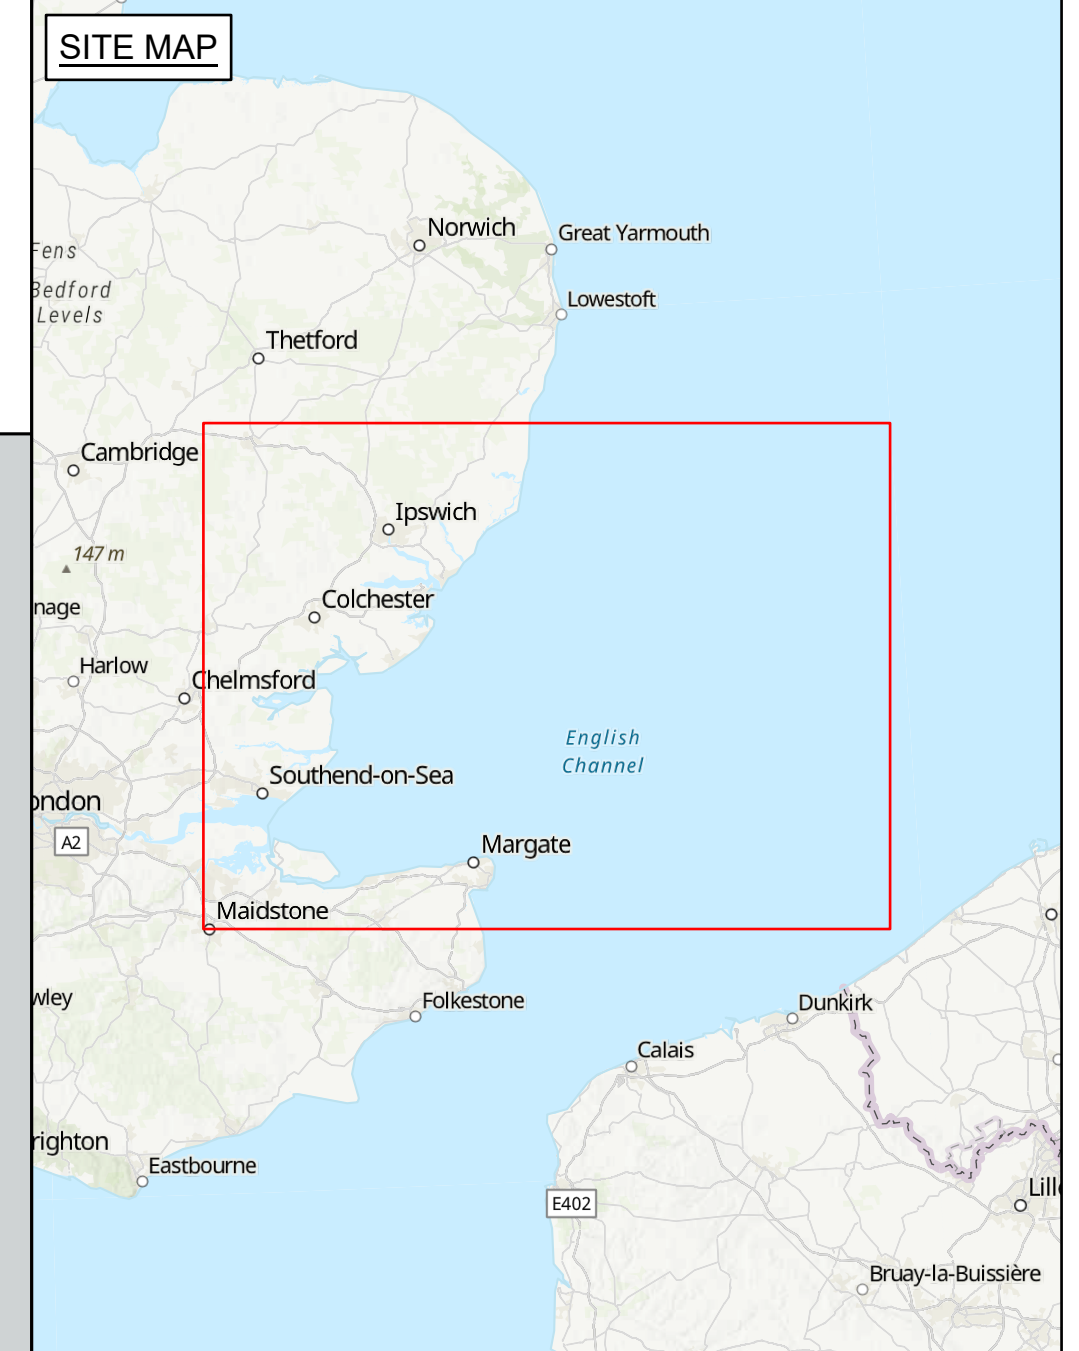 SITE MAP
Norwich
Great Yarmouth
Fens
Bedford
Levels
Lowestoft
Thetford
Cambridge
Ipswich
147 m
Colchester
nage
Harlow
Chelmsford
English
Channel
Southend-on-Sea
ondon
A2
Margate
Maidstone
wley
Folkestone
Dunkirk
Calais
righton
Eastbourne
E402
Lill
Bruay-la-Buissière